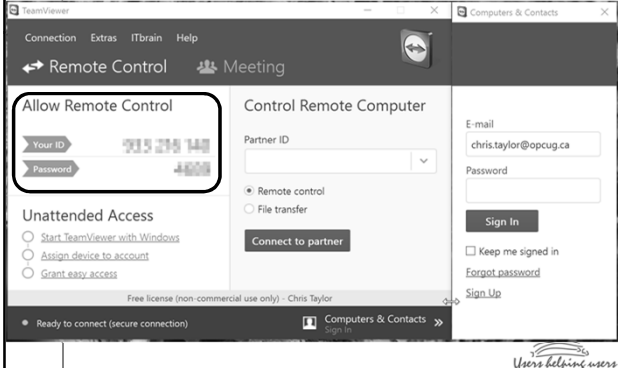 TeamViewer
Connection Extras ITbrain Help
Remote Control Meeting
Allow Remote Control
Your ID
Password
Unattended Access
Start TeamViewer with Windows
Assign device to account
Grant easy access
Control Remote Computer
Partner ID
Remote control
File transfer
Connect to partner
Free license (non-commercial use only) - Chris Taylor
Ready to connect (secure connection)
Computers & Contacts
Sign In
Computers & Contacts
E-mail
chris.taylor@opcug.ca
Password
Sign In
Keep me signed in
Forgot password
Sign Up
Users helping users